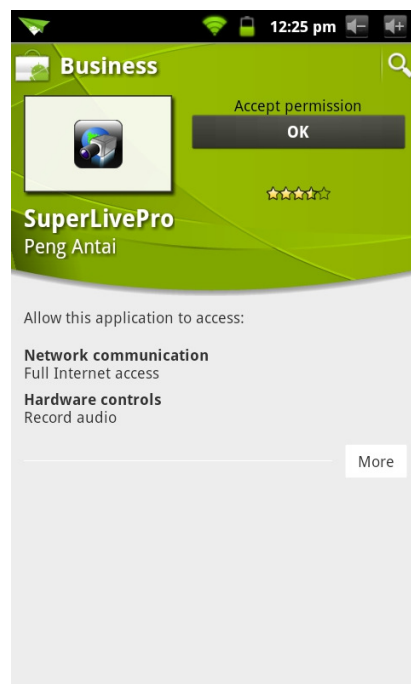 12:25 pm
Business
Accept permission
OK
SuperLivePro
Peng Antai
Allow this application to access:
Network communication
Full Internet access
Hardware controls
Record audio
More